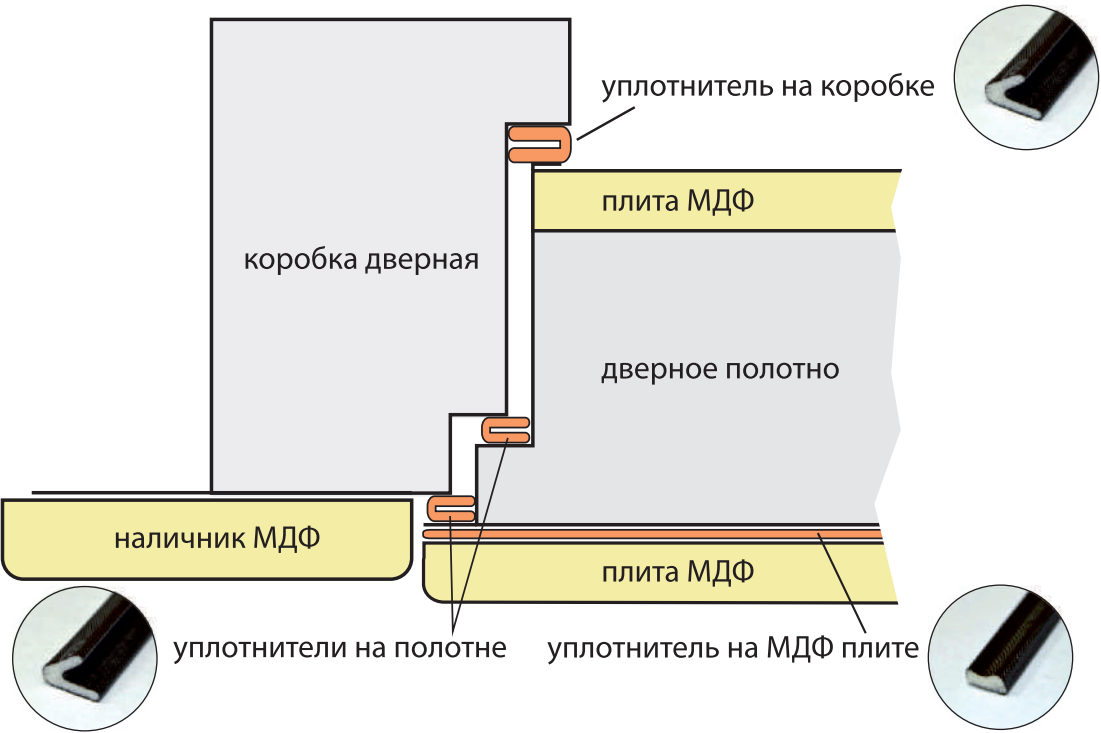 уплотнитель на коробке
плита МДФ
коробка дверная
дверное полотно
наличник МДФ
плита МДФ
уплотнители на полотне
уплотнитель на МДФ плите